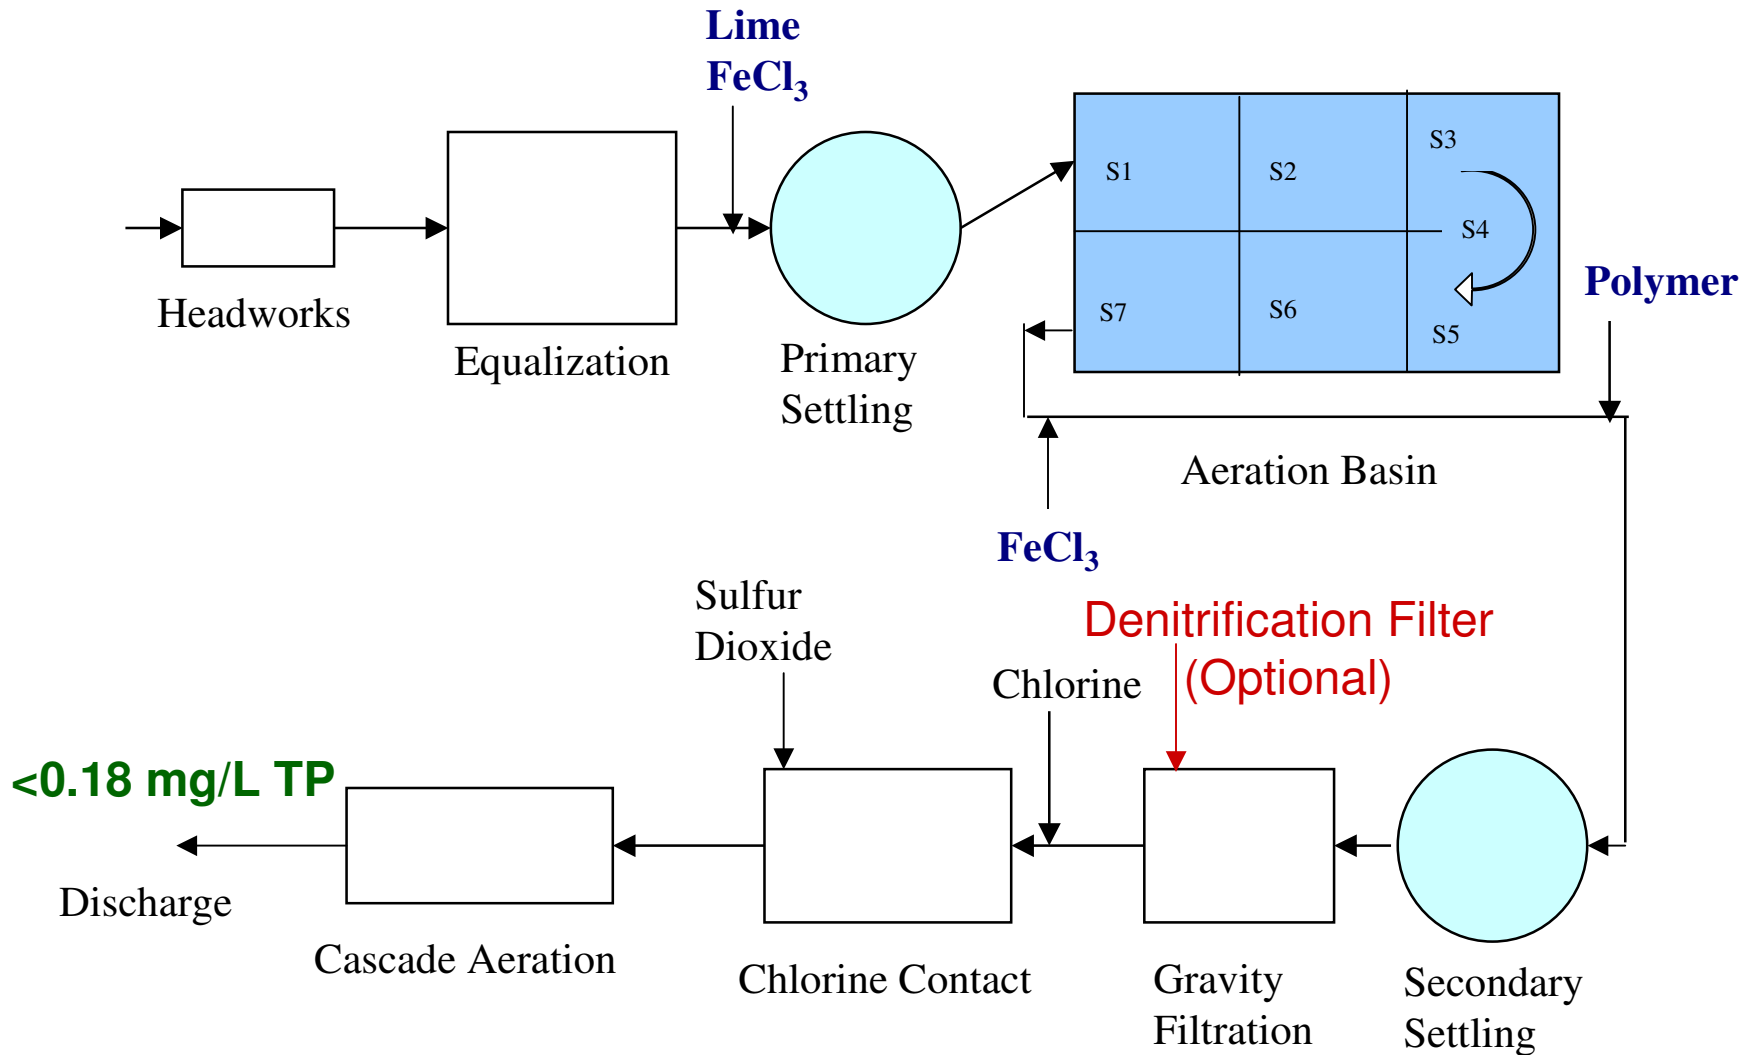 Lime
FeCl₃
S1
S2
S3
S4
S5
S6
S7
Headworks
Equalization
Primary
Settling
Polymer
Aeration Basin
FeCl₃
Sulfur
Dioxide
Denitrification Filter
(Optional)
Chlorine
<0.18 mg/L TP
Discharge
Cascade Aeration
Chlorine Contact
Gravity
Filtration
Secondary
Settling